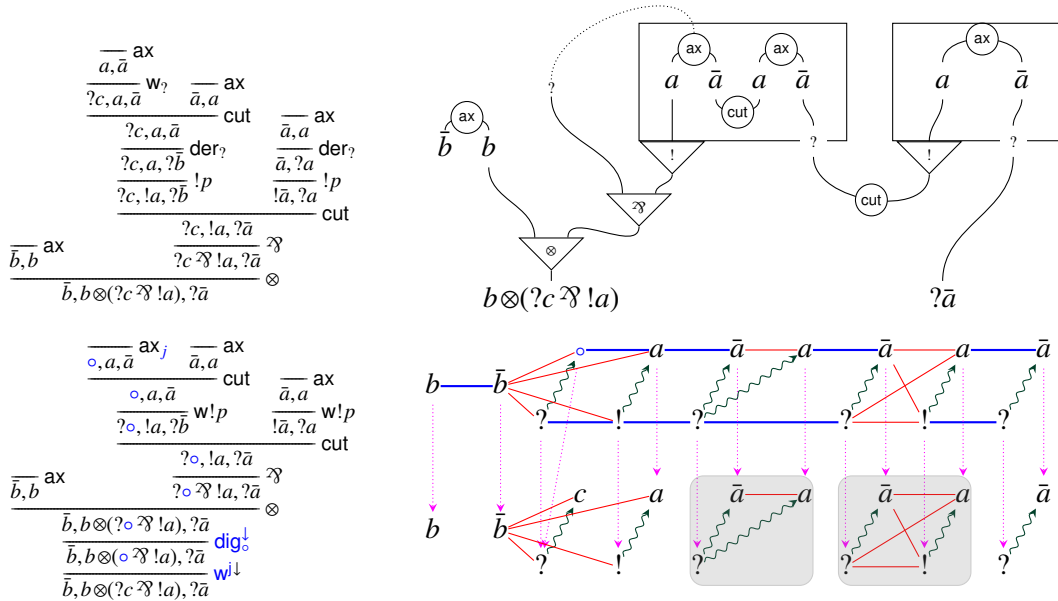 a, ā ax
?c, a, ā w?
ā, a ax
?c, a, ā cut
?c, a, ?b̄ der?
?c, !a, ?b̄ !p
ā, a ax
ā, ?a der?
!ā, ?a !p
?c, !a, ?ā cut
b̄, b ax
?c ⅋ !a, ?ā ⅋
b̄, b⊗(?c ⅋ !a), ?ā ⊗
ax ax ax
a ā a ā a ā
?
ax cut
b̄ b
! ? ! ?
cut
⅋
⊗
b⊗(?c ⅋ !a) ?ā
∘, a, ā axⱼ
ā, a ax
∘, a, ā cut
?∘, !a, ?b̄ w!p
ā, a ax
!ā, ?a w!p
?∘, !a, ?ā cut
b̄, b ax
?∘ ⅋ !a, ?ā ⅋
b̄, b⊗(?∘ ⅋ !a), ?ā ⊗
b̄, b⊗(∘ ⅋ !a), ?ā dig∘↓
b̄, b⊗(?c ⅋ !a), ?ā wj↓
∘ a ā a ā a ā
b b̄
? ! ? ? ! ?
c a ā a ā a ā
b b̄
? ! ? ? ! ?